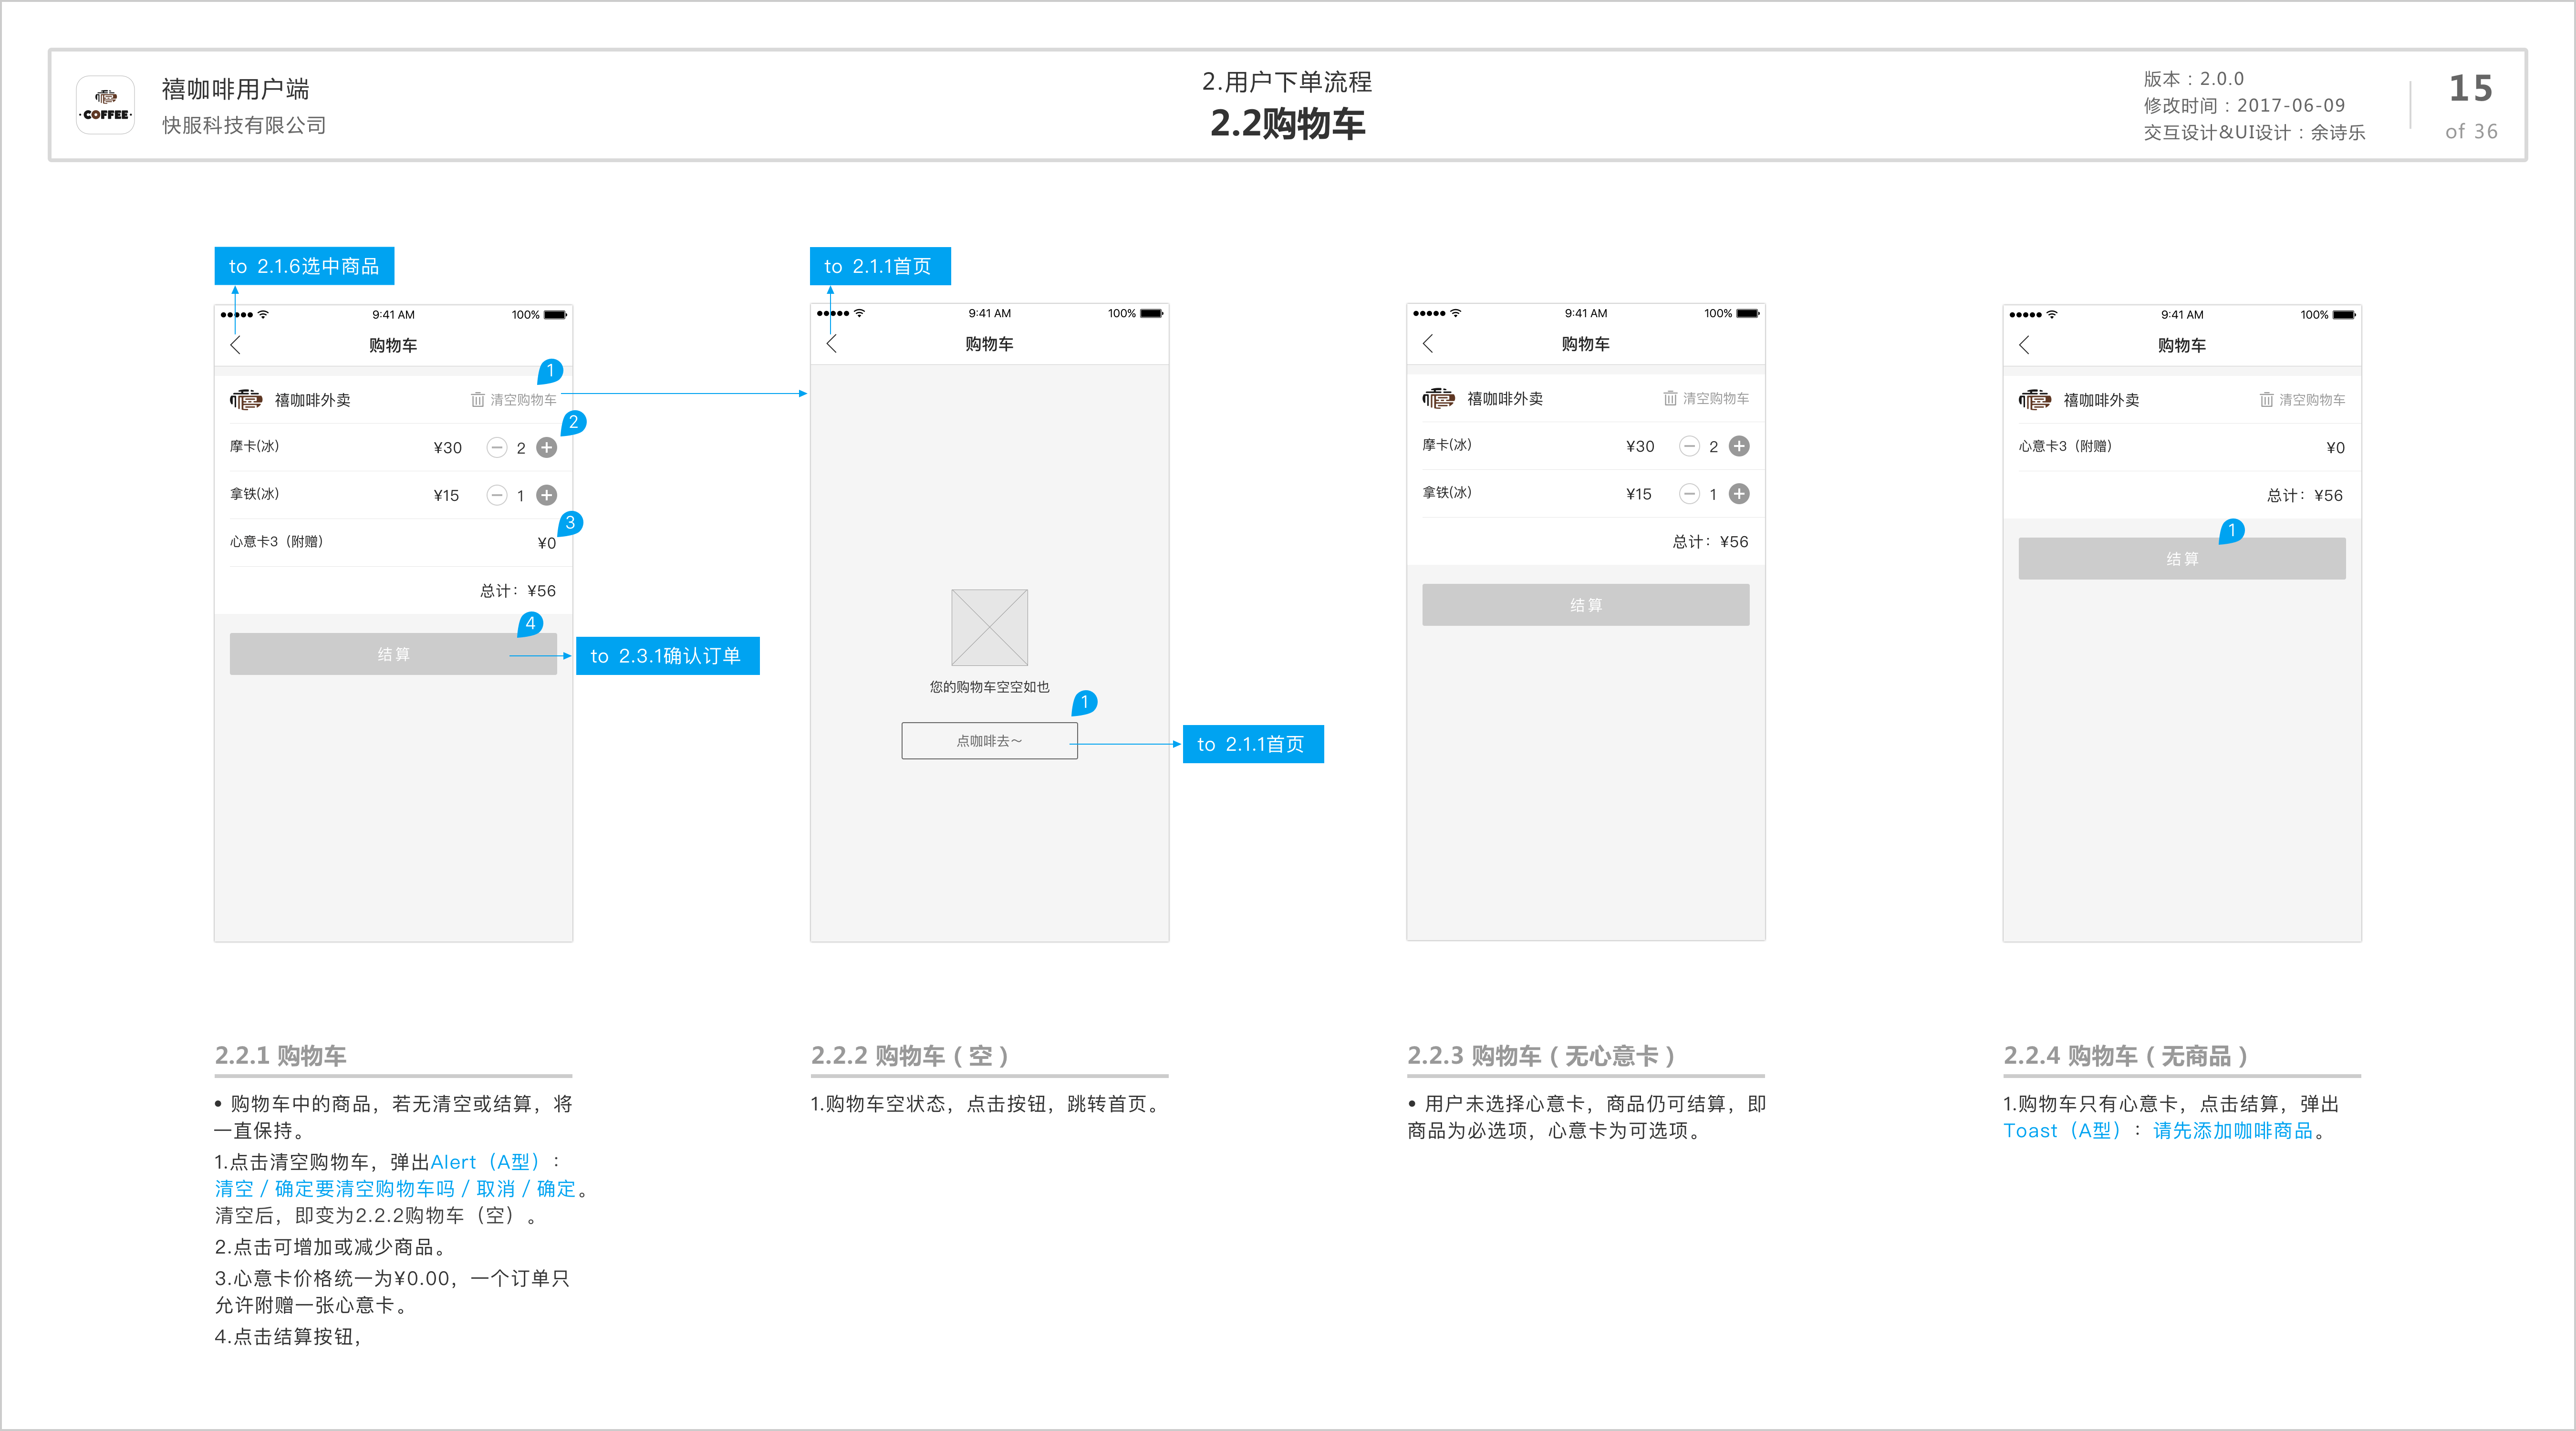 COFFEE
禧咖啡用户端
快服科技有限公司
2.用户下单流程
2.2购物车
版本：2.0.0
修改时间：2017-06-09
交互设计&UI设计：余诗乐
15
of 36
to 2.1.6选中商品
9:41 AM
100%
购物车
1
禧咖啡外卖
清空购物车
2
摩卡(冰)
¥30
2
拿铁(冰)
¥15
1
3
心意卡3（附赠）
¥0
总计：¥56
4
结算
to 2.3.1确认订单
to 2.1.1首页
9:41 AM
100%
购物车
您的购物车空空如也
1
点咖啡去～
to 2.1.1首页
9:41 AM
100%
购物车
禧咖啡外卖
清空购物车
摩卡(冰)
¥30
2
拿铁(冰)
¥15
1
总计：¥56
结算
9:41 AM
100%
购物车
禧咖啡外卖
清空购物车
心意卡3（附赠）
¥0
总计：¥56
1
结算
2.2.1 购物车
• 购物车中的商品，若无清空或结算，将
一直保持。
1.点击清空购物车，弹出Alert（A型）：
清空 / 确定要清空购物车吗 / 取消 / 确定。
清空后，即变为2.2.2购物车（空）。
2.点击可增加或减少商品。
3.心意卡价格统一为¥0.00，一个订单只
允许附赠一张心意卡。
4.点击结算按钮，
2.2.2 购物车（空）
1.购物车空状态，点击按钮，跳转首页。
2.2.3 购物车（无心意卡）
• 用户未选择心意卡，商品仍可结算，即
商品为必选项，心意卡为可选项。
2.2.4 购物车（无商品）
1.购物车只有心意卡，点击结算，弹出
Toast（A型）：请先添加咖啡商品。